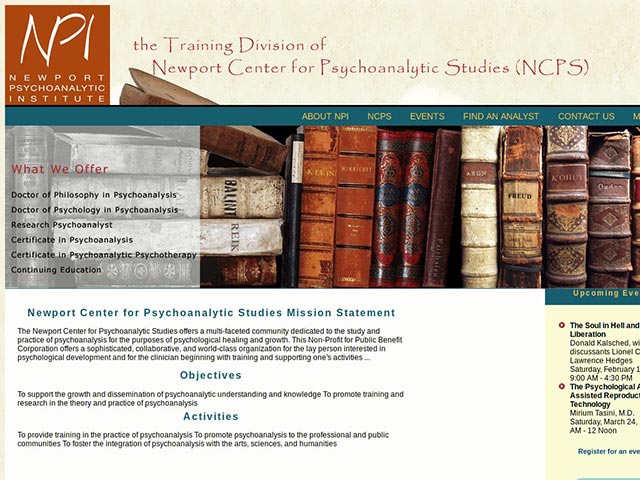 NPI
NEWPORT
PSYCHOANALYTIC
INSTITUTE
the Training Division of
Newport Center for Psychoanalytic Studies (NCPS)
ABOUT NPI NCPS EVENTS FIND AN ANALYST CONTACT US
What We Offer
Doctor of Philosophy in Psychoanalysis
Doctor of Psychology in Psychoanalysis
Research Psychoanalyst
Certificate in Psychoanalysis
Certificate in Psychoanalytic Psychotherapy
Continuing Education
BALINT
KLEIN
WINNICOTT
ARON
FREUD
KOHUT
Ogden
Newport Center for Psychoanalytic Studies Mission Statement
The Newport Center for Psychoanalytic Studies offers a multi-faceted community dedicated to the study and
practice of psychoanalysis for the purposes of psychological healing and growth. This Non-Profit for Public Benefit
Corporation offers a sophisticated, collaborative, and world-class organization for the lay person interested in
psychological development and for the clinician beginning with training and supporting one's activities ...
Objectives
To support the growth and dissemination of psychoanalytic understanding and knowledge To promote training and
research in the theory and practice of psychoanalysis
Activities
To provide training in the practice of psychoanalysis To promote psychoanalysis to the professional and public
communities To foster the integration of psychoanalysis with the arts, sciences, and humanities
Upcoming Eve
The Soul in Hell and
Liberation
Donald Kalsched, wi
discussants Lionel C
Lawrence Hedges
Saturday, February 1
9:00 AM - 4:30 PM
The Psychological A
Assisted Reproduct
Technology
Mirium Tasini, M.D.
Saturday, March 24,
AM - 12 Noon
Register for an eve